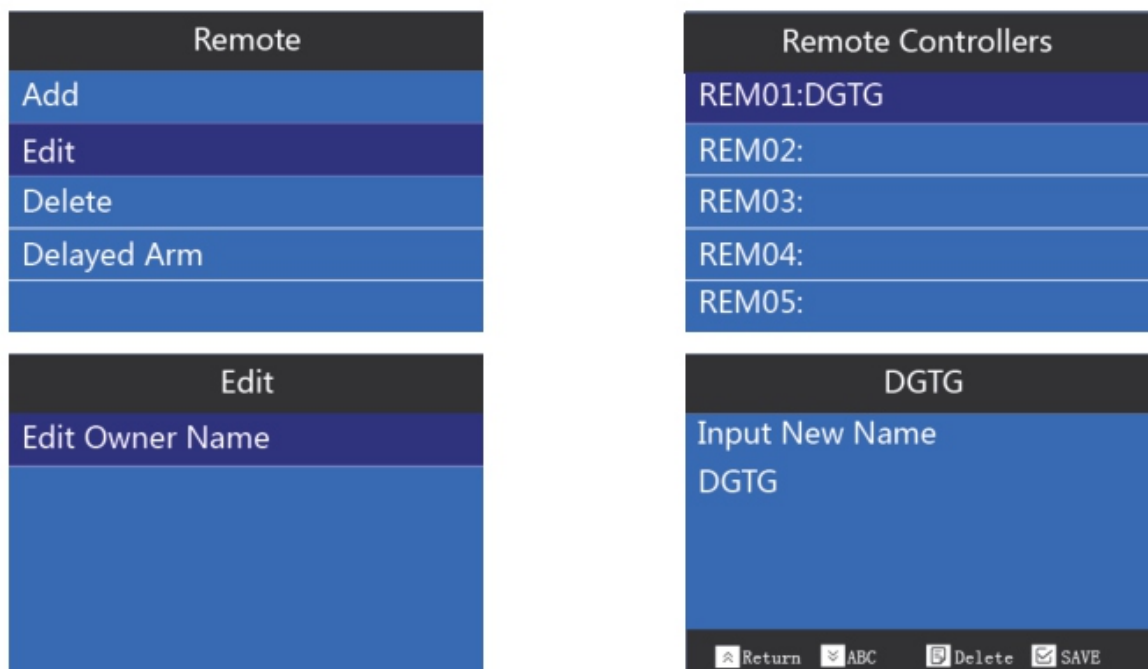 Remote
Add
Edit
Delete
Delayed Arm
Remote Controllers
REM01:DGTG
REM02:
REM03:
REM04:
REM05:
Edit
Edit Owner Name
DGTG
Input New Name
DGTG
Return ABC Delete SAVE